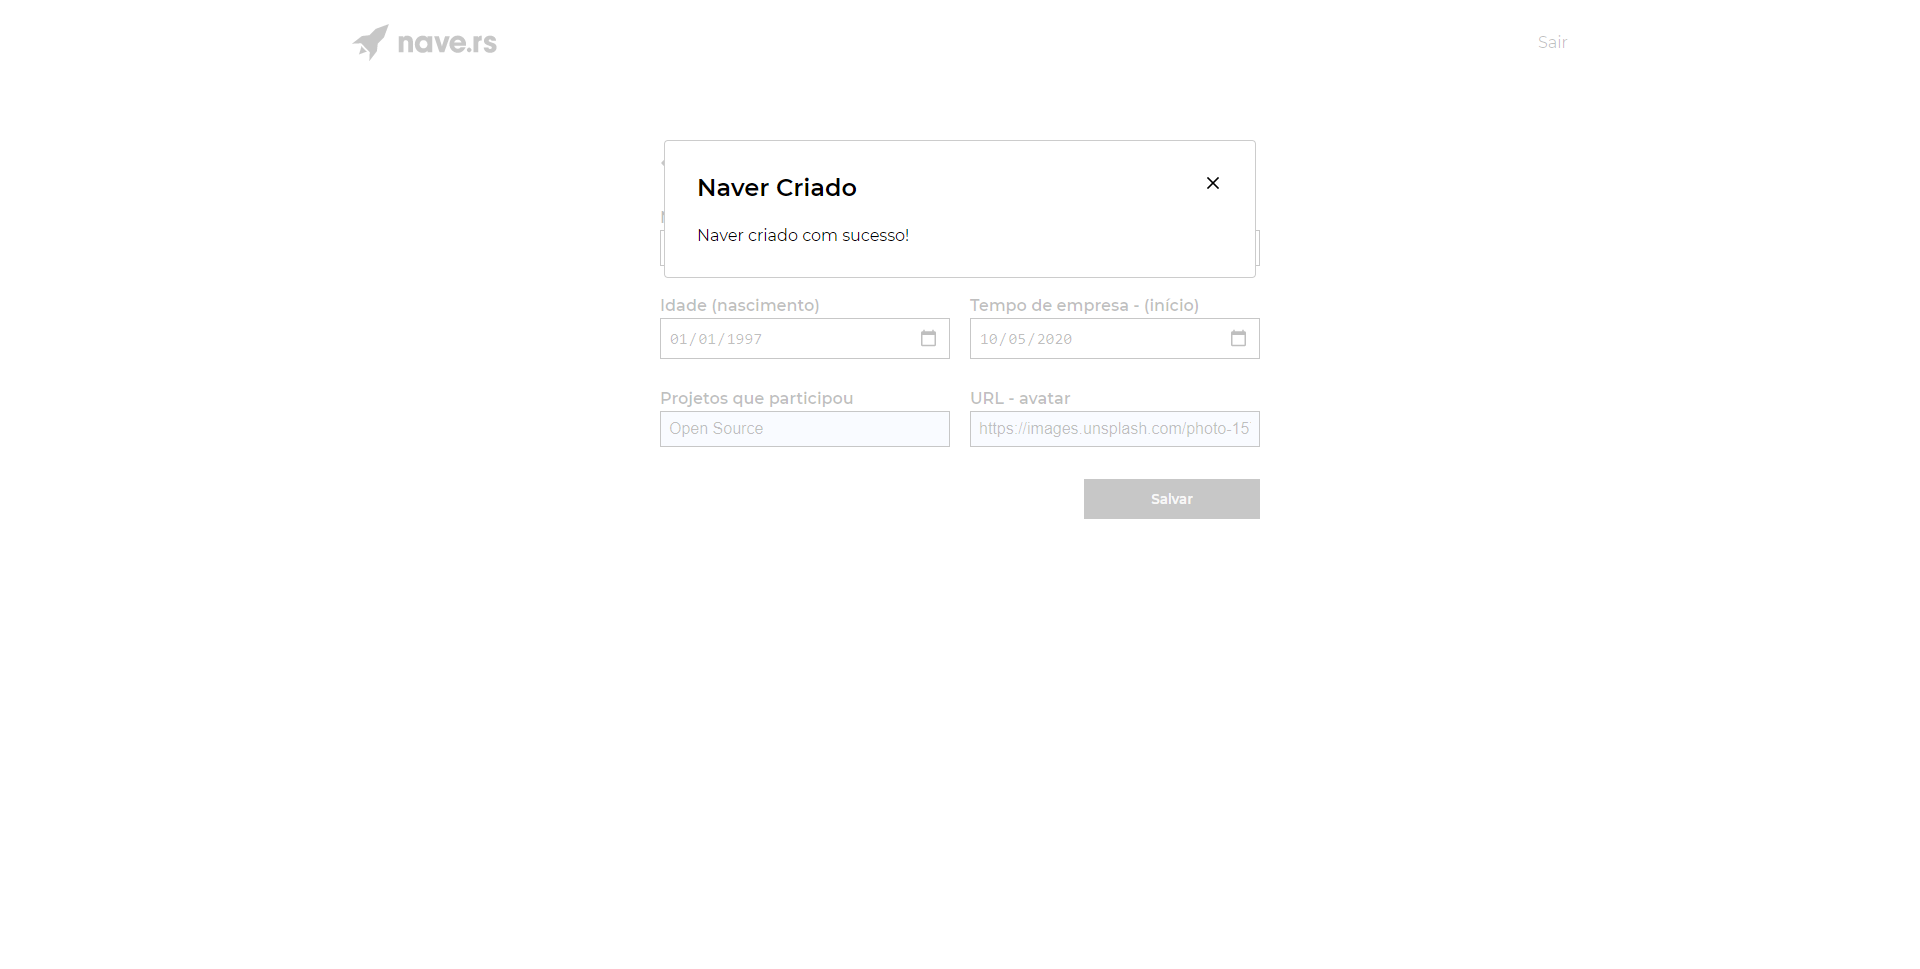 nave.rs
Sair
Naver Criado
Naver criado com sucesso!
Idade (nascimento)
Tempo de empresa - (início)
01/01/1997
10/05/2020
Projetos que participou
URL - avatar
Open Source
https://images.unsplash.com/photo-15
Salvar